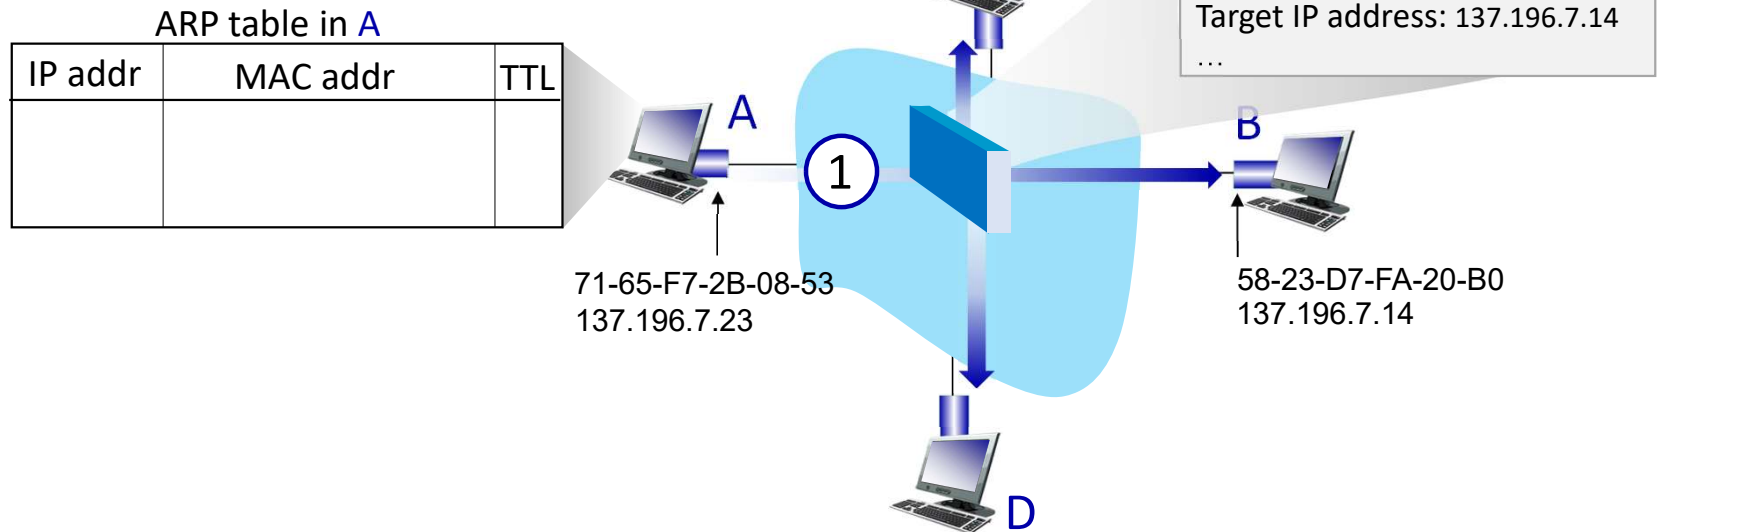 ARP table in A
IP addr MAC addr TTL
Target IP address: 137.196.7.14
...
A
1
B
71-65-F7-2B-08-53
137.196.7.23
58-23-D7-FA-20-B0
137.196.7.14
D